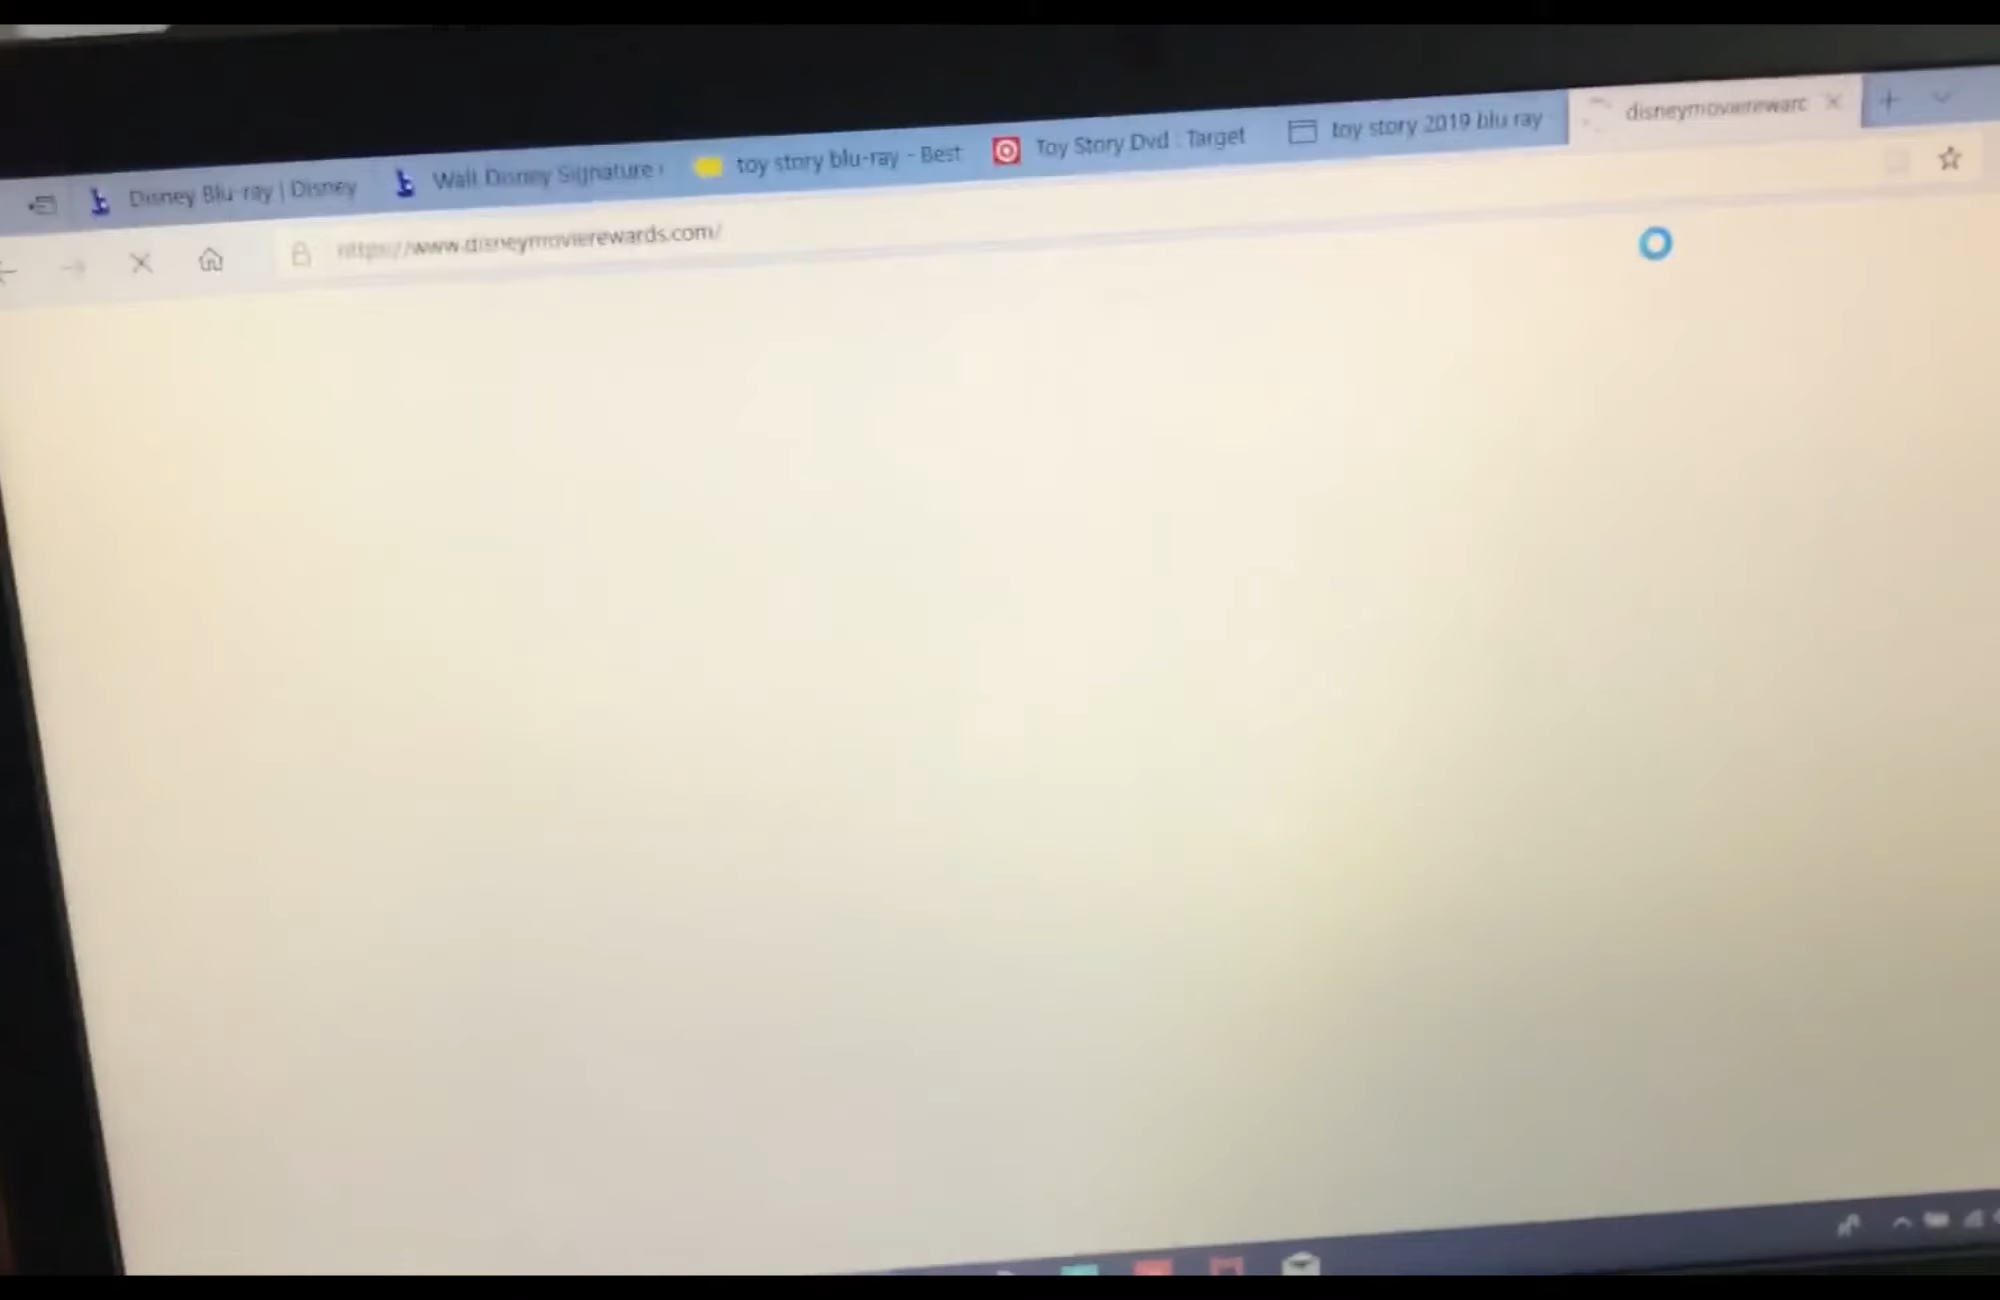 Disney Blu-ray | Disney
Walt Disney Signature
toy story blu-ray - Best
Toy Story Dvd : Target
toy story 2019 blu ray
disneymovierewarc
https://www.disneymovierewards.com/